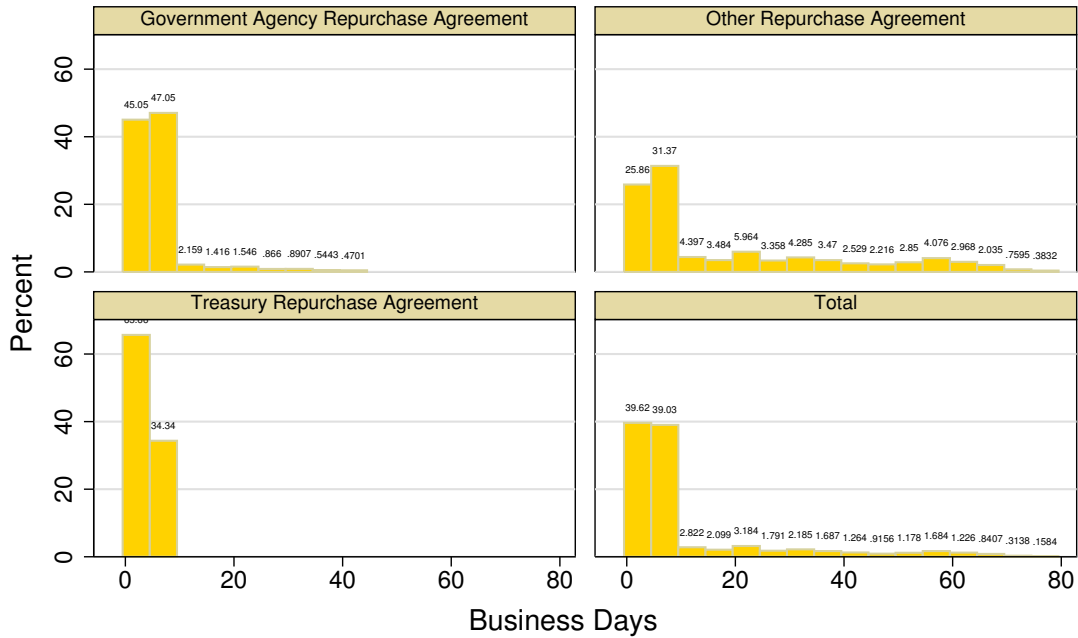 Government Agency Repurchase Agreement
Other Repurchase Agreement
60
40
20
0
45.05 47.05
2.159 1.416 1.546 .866 .8907 .5443 .4701
25.86 31.37
4.397 3.484 5.964 3.358 4.285 3.47 2.529 2.216 2.85 4.076 2.968 2.035 .7595 .3832
Treasury Repurchase Agreement
Total
60
40
20
0
34.34
39.62 39.03
2.822 2.099 3.184 1.791 2.185 1.687 1.264 .9156 1.178 1.684 1.226 .8407 .3138 .1584
0 20 40 60 80
0 20 40 60 80
Percent
Business Days